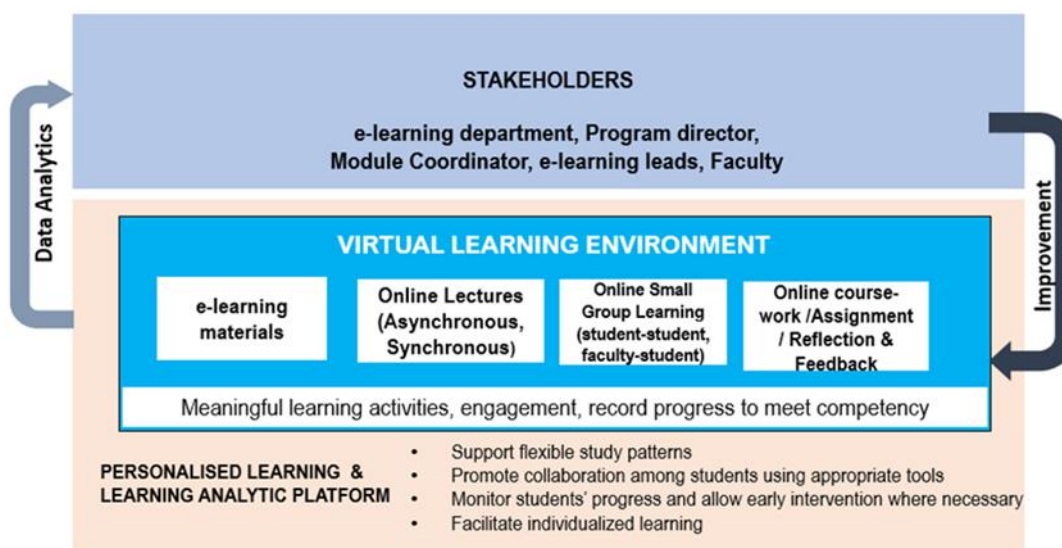 STAKEHOLDERS
e-learning department, Program director,
Module Coordinator, e-learning leads, Faculty
Data Analytics
Improvement
VIRTUAL LEARNING ENVIRONMENT
e-learning
materials
Online Lectures
(Asynchronous,
Synchronous)
Online Small
Group Learning
(student-student,
faculty-student)
Online course-
work /Assignment
/ Reflection &
Feedback
Meaningful learning activities, engagement, record progress to meet competency
PERSONALISED LEARNING &
LEARNING ANALYTIC PLATFORM
• Support flexible study patterns
• Promote collaboration among students using appropriate tools
• Monitor students' progress and allow early intervention where necessary
• Facilitate individualized learning